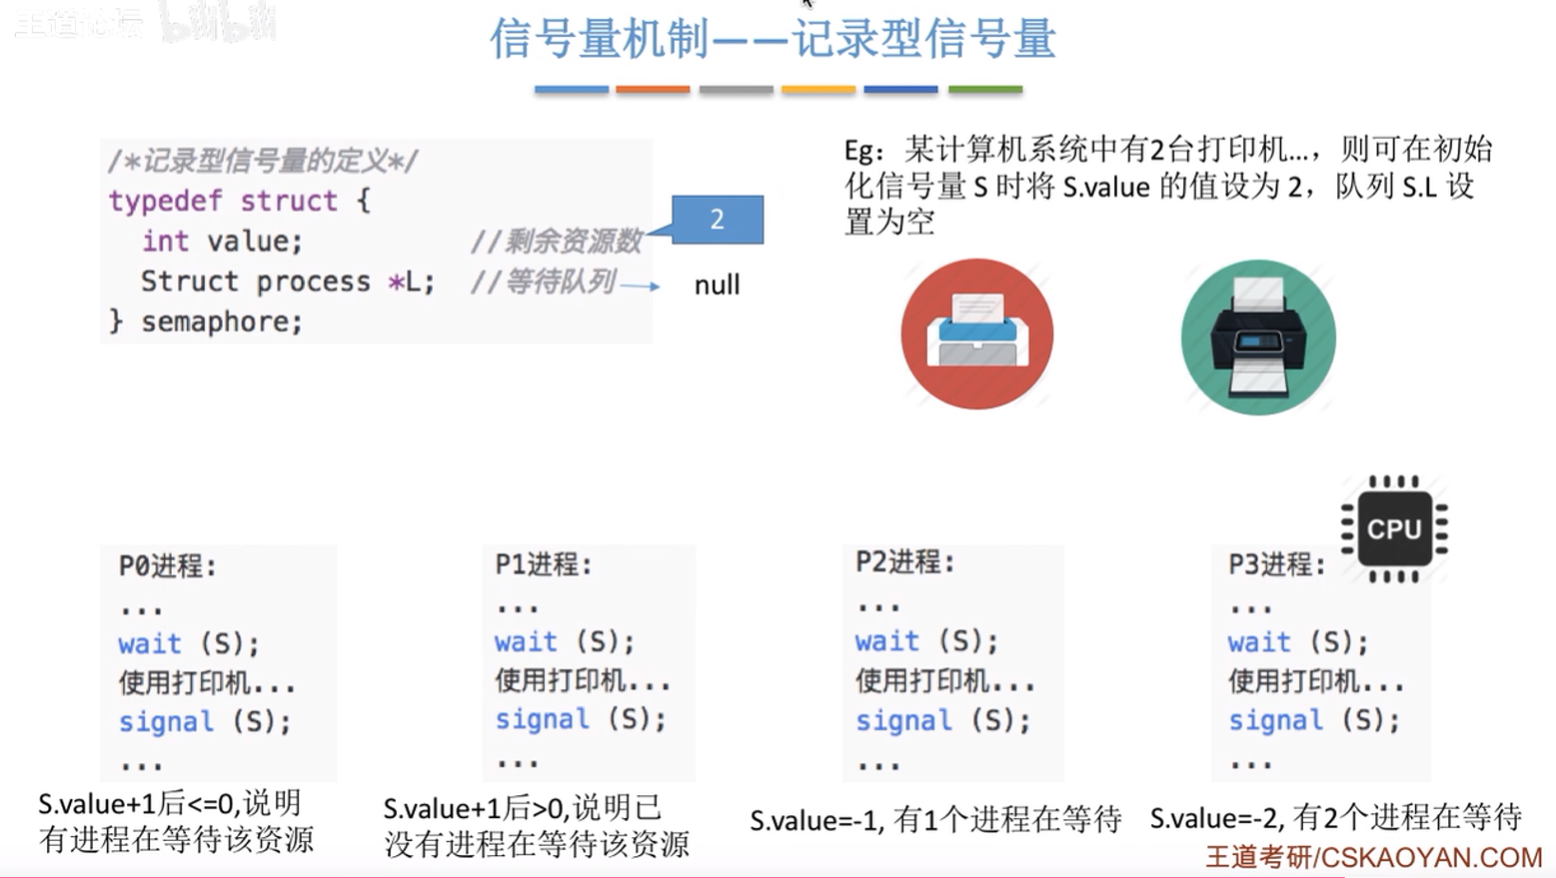 王道论坛 bilibili
信号量机制——记录型信号量
/*记录型信号量的定义*/
typedef struct {
int value; //剩余资源数
Struct process *L; //等待队列
} semaphore;
2
null
Eg：某计算机系统中有2台打印机...，则可在初始
化信号量 S 时将 S.value 的值设为 2，队列 S.L 设
置为空
CPU
P0进程:
...
wait (S);
使用打印机...
signal (S);
...
S.value+1后<=0,说明
有进程在等待该资源
P1进程:
...
wait (S);
使用打印机...
signal (S);
...
S.value+1后>0,说明已
没有进程在等待该资源
P2进程:
...
wait (S);
使用打印机...
signal (S);
...
S.value=-1, 有1个进程在等待
P3进程:
...
wait (S);
使用打印机...
signal (S);
...
S.value=-2, 有2个进程在等待
王道考研/CSKAOYAN.COM